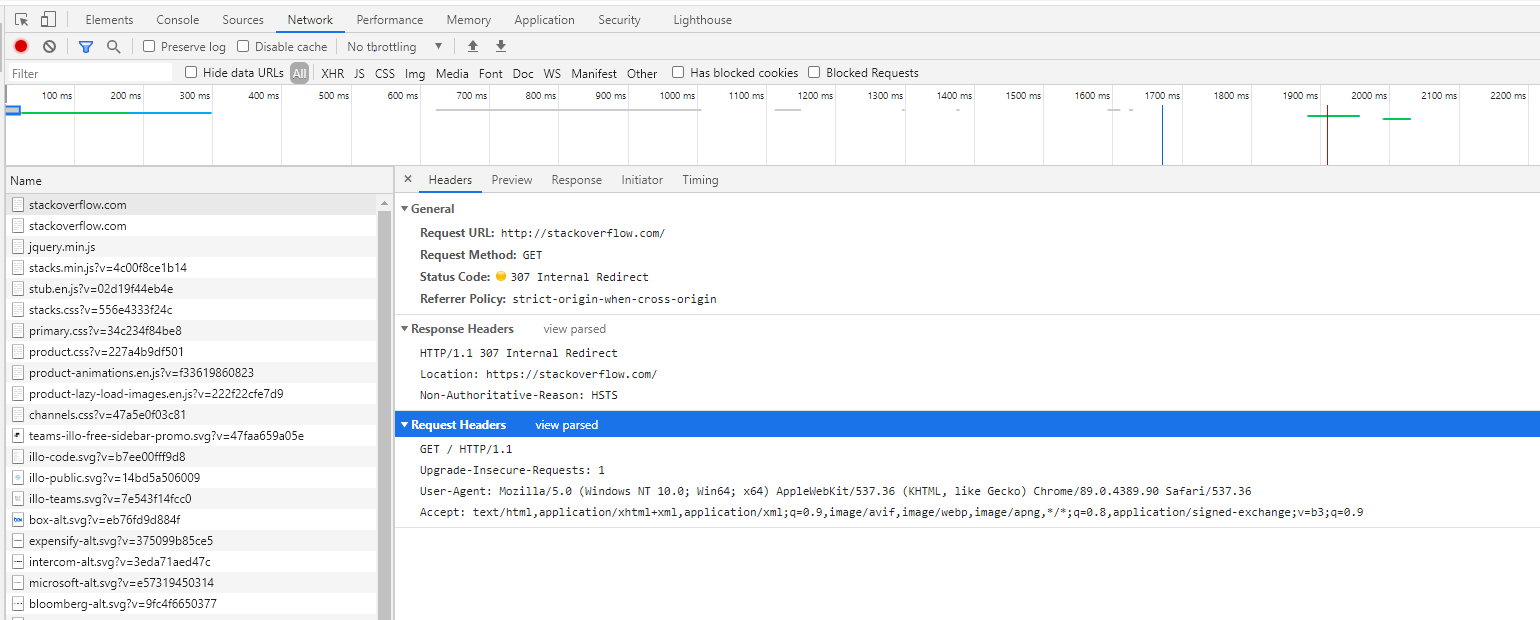 Elements Console Sources Network Performance Memory Application Security Lighthouse
Preserve log Disable cache No throttling
Filter Hide data URLs All XHR JS CSS Img Media Font Doc WS Manifest Other Has blocked cookies Blocked Requests
100 ms 200 ms 300 ms 400 ms 500 ms 600 ms 700 ms 800 ms 900 ms 1000 ms 1100 ms 1200 ms 1300 ms 1400 ms 1500 ms 1600 ms 1700 ms 1800 ms 1900 ms 2000 ms 2100 ms 2200 ms
Name
stackoverflow.com
stackoverflow.com
jquery.min.js
stacks.min.js?v=4c00f8ce1b14
stub.en.js?v=02d19f44eb4e
stacks.css?v=556e4333f24c
primary.css?v=34c234f84be8
product.css?v=227a4b9df501
product-animations.en.js?v=f33619860823
product-lazy-load-images.en.js?v=222f22cfe7d9
channels.css?v=47a5e0f03c81
teams-illo-free-sidebar-promo.svg?v=47faa659a05e
illo-code.svg?v=b7ee00fff9d8
illo-public.svg?v=14bd5a506009
illo-teams.svg?v=7e543f14fcc0
box-alt.svg?v=eb76fd9d884f
expensify-alt.svg?v=375099b85ce5
intercom-alt.svg?v=3eda71aed47c
microsoft-alt.svg?v=e57319450314
bloomberg-alt.svg?v=9fc4f6650377
× Headers Preview Response Initiator Timing
General
Request URL: http://stackoverflow.com/
Request Method: GET
Status Code: 307 Internal Redirect
Referrer Policy: strict-origin-when-cross-origin
Response Headers view parsed
HTTP/1.1 307 Internal Redirect
Location: https://stackoverflow.com/
Non-Authoritative-Reason: HSTS
Request Headers view parsed
GET / HTTP/1.1
Upgrade-Insecure-Requests: 1
User-Agent: Mozilla/5.0 (Windows NT 10.0; Win64; x64) AppleWebKit/537.36 (KHTML, like Gecko) Chrome/89.0.4389.90 Safari/537.36
Accept: text/html,application/xhtml+xml,application/xml;q=0.9,image/avif,image/webp,image/apng,*/*;q=0.8,application/signed-exchange;v=b3;q=0.9